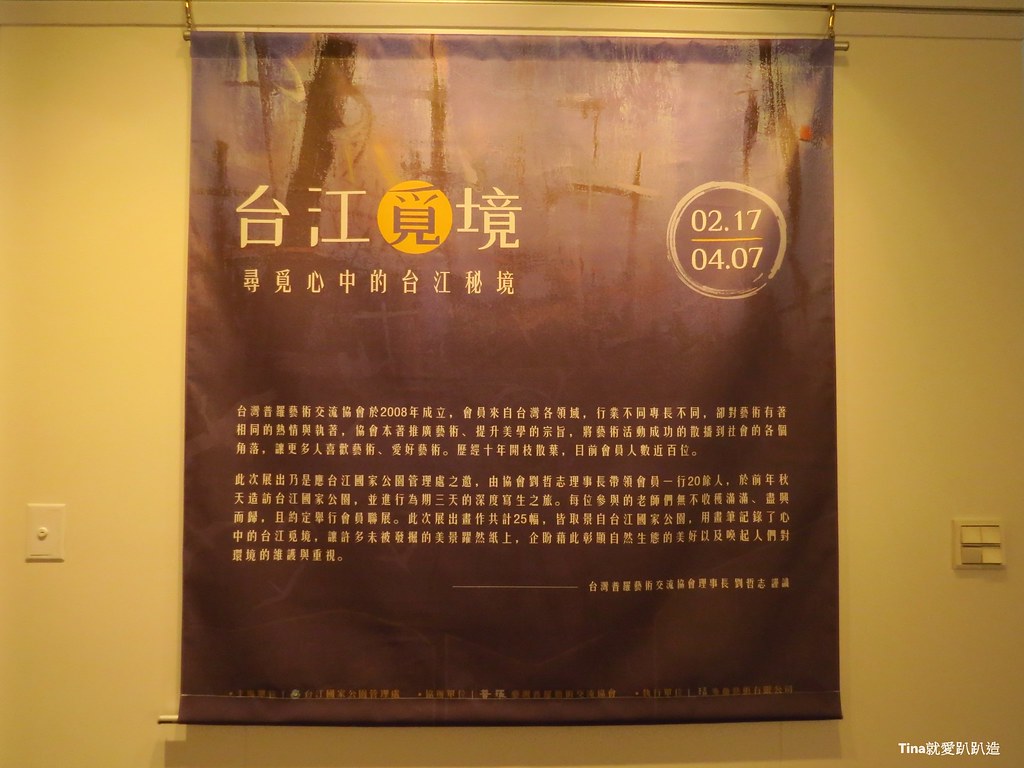 台江覓境
尋覓心中的台江秘境
02.17
04.07
台灣普羅藝術交流協會於2008年成立，會員來自台灣各領域，行業不同專長不同，卻對藝術有著
相同的熱情與執著，協會本著推廣藝術、提升美學的宗旨，將藝術活動成功的散播到社會的各個
角落，讓更多人喜歡藝術、愛好藝術。歷經十年開枝散葉，目前會員人數近百位。
此次展出乃是應台江國家公園管理處之邀，由協會劉哲志理事長帶領會員一行20餘人，於前年秋
天造訪台江國家公園，並進行為期三天的深度寫生之旅。每位參與的老師們無不收穫滿滿、盡興
而歸，且約定舉行會員聯展。此次展出畫作共計25幅，皆取景自台江國家公園，用畫筆記錄了心
中的台江覓境，讓許多未被發掘的美景躍然紙上，企盼藉此彰顯自然生態的美好以及喚起人們對
環境的維護與重視。
台灣普羅藝術交流協會理事長 劉哲志 謹識
台江國家公園管理處
Tina就愛趴趴造